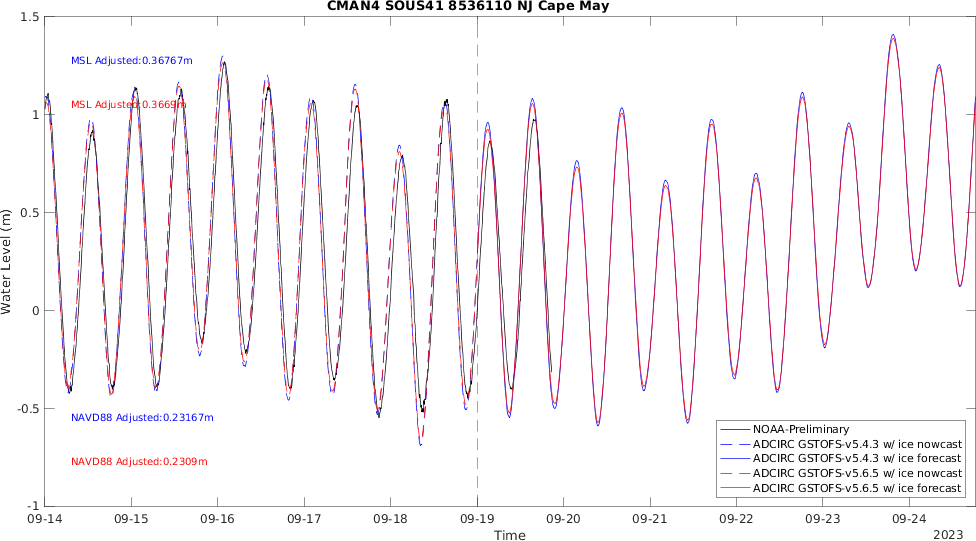 CMAN4 SOUS41 8536110 NJ Cape May
1.5
1
0.5
0
-0.5
-1
Water Level (m)
MSL Adjusted:0.36767m
MSL Adjusted:0.3669m
NAVD88 Adjusted:0.23167m
NAVD88 Adjusted:0.2309m
NOAA-Preliminary
ADCIRC GSTOFS-v5.4.3 w/ ice nowcast
ADCIRC GSTOFS-v5.4.3 w/ ice forecast
ADCIRC GSTOFS-v5.6.5 w/ ice nowcast
ADCIRC GSTOFS-v5.6.5 w/ ice forecast
09-14 09-15 09-16 09-17 09-18 09-19 09-20 09-21 09-22 09-23 09-24
Time
2023